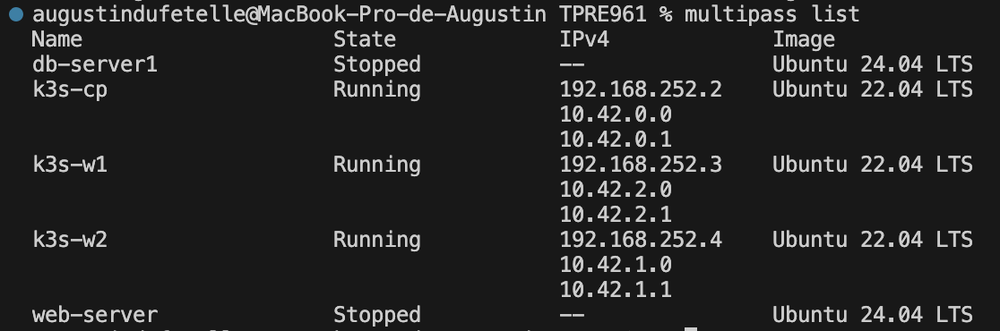 augustindufetelle@MacBook-Pro-de-Augustin TPRE961 % multipass list
Name State IPv4 Image
db-server1 Stopped -- Ubuntu 24.04 LTS
k3s-cp Running 192.168.252.2 Ubuntu 22.04 LTS
10.42.0.0
10.42.0.1
k3s-w1 Running 192.168.252.3 Ubuntu 22.04 LTS
10.42.2.0
10.42.2.1
k3s-w2 Running 192.168.252.4 Ubuntu 22.04 LTS
10.42.1.0
10.42.1.1
web-server Stopped -- Ubuntu 24.04 LTS